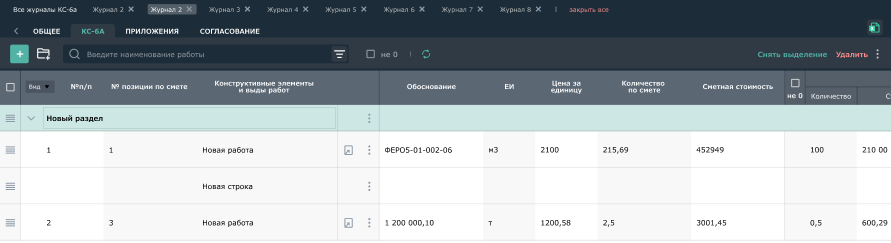 Все журналы КС-6а Журнал 2 Журнал 2 Журнал 3 Журнал 4 Журнал 5 Журнал 6 Журнал 7 Журнал 8 закрыть все
ОБЩЕЕ КС-6А ПРИЛОЖЕНИЯ СОГЛАСОВАНИЕ
Введите наименование работы не 0 Снять выделение Удалить
Вид №п/п № позиции по смете Конструктивные элементы
и выды работ
Обоснование ЕИ Цена за
единицу
Количество
по смете
Сметная стоимость не 0 Количество
Новый раздел
1 1 Новая работа ФЕРО5-01-002-06 м3 2100 215,69 452949 100 210 00
Новая строка
2 3 Новая работа 1 200 000,10 т 1200,58 2,5 3001,45 0,5 600,29